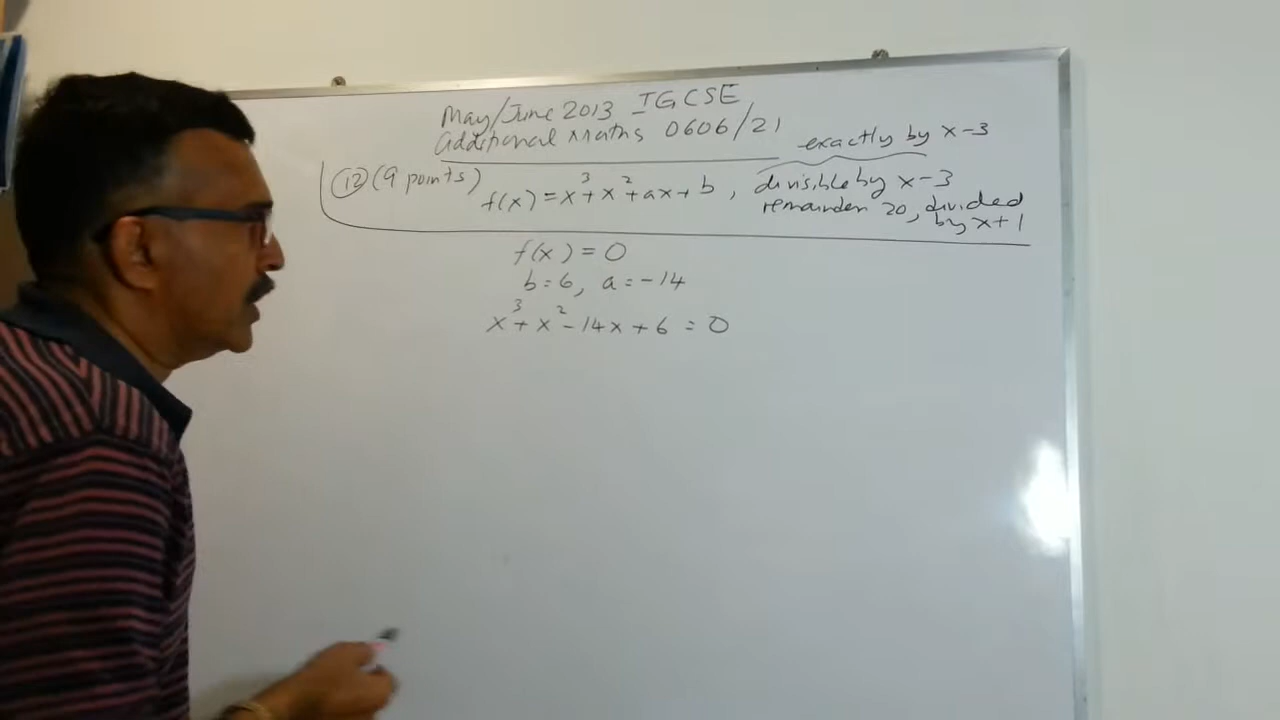 May/June 2013 IGCSE
Additional Maths 0606/21
exactly by x-3
(12) (9 points) f(x) = x³+x²+ax+b, divisible by x-3
remainder 20, divided
by x+1
f(x) = 0
b=6, a=-14
x³+x²-14x+6 = 0